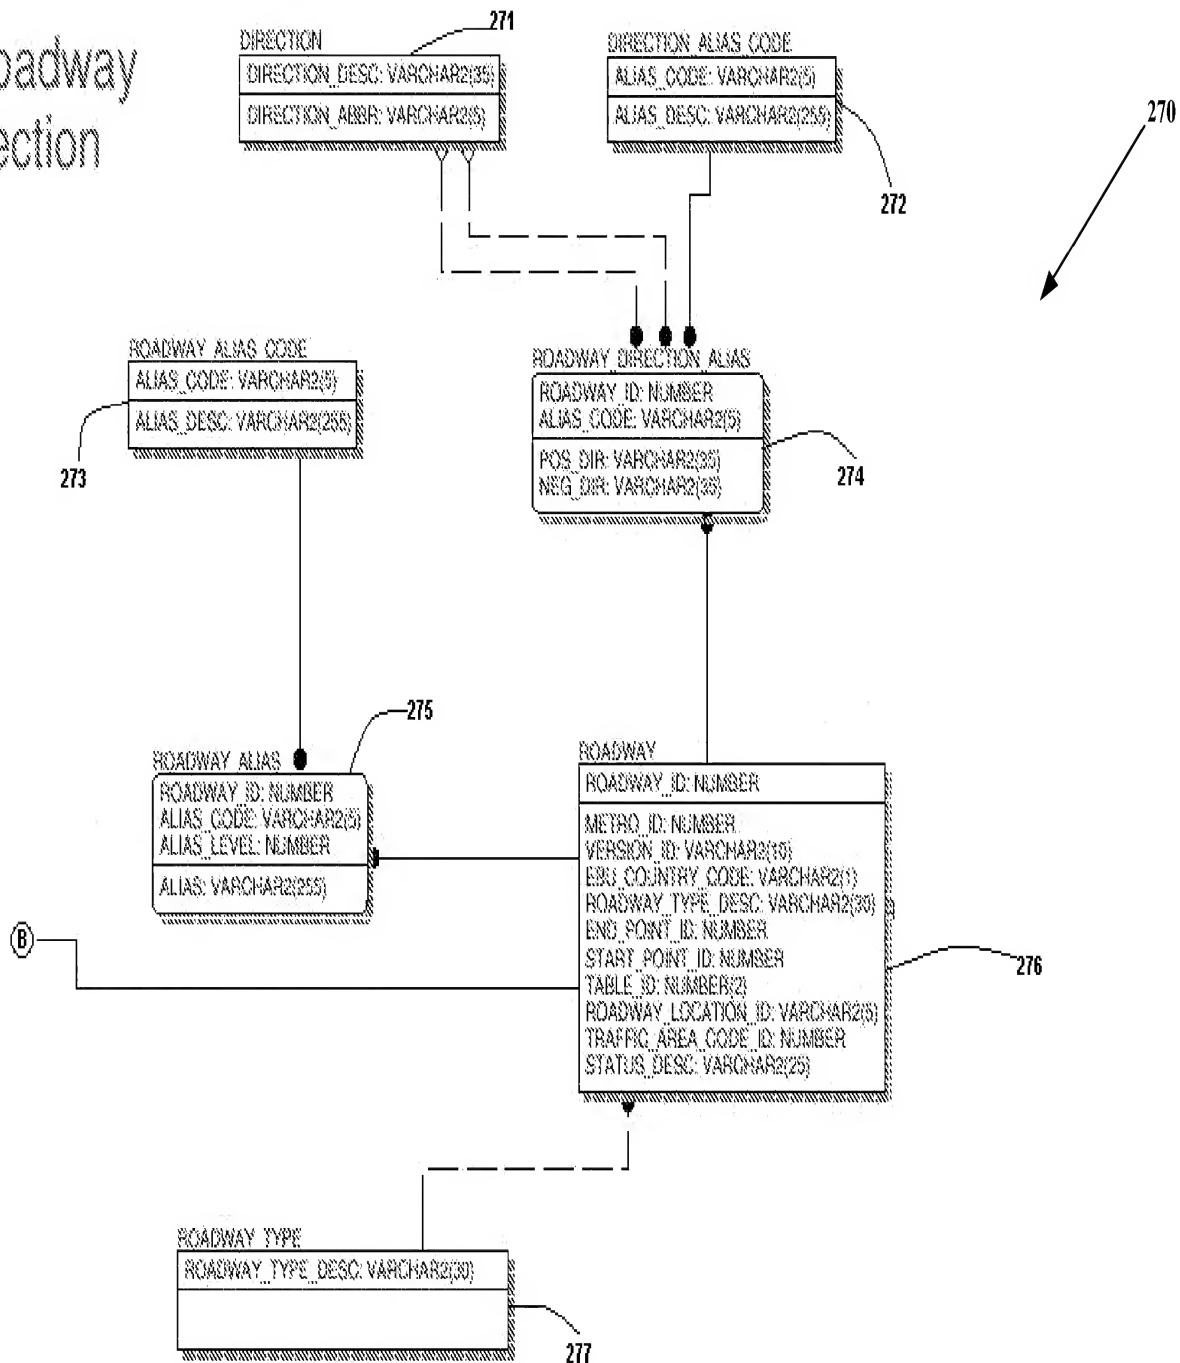 oadway
ection
271
DIRECTION
DIRECTION_DESC: VARCHAR2(35)
DIRECTION_ABBR: VARCHAR2(5)
DIRECTION_ALIAS_CODE
ALIAS_CODE: VARCHAR2(5)
ALIAS_DESC: VARCHAR2(255)
272
270
ROADWAY_ALIAS_CODE
ALIAS_CODE: VARCHAR2(5)
ALIAS_DESC: VARCHAR2(255)
273
ROADWAY_DIRECTION_ALIAS
ROADWAY_ID: NUMBER
ALIAS_CODE: VARCHAR2(5)
POS_DIR: VARCHAR2(35)
NEG_DIR: VARCHAR2(35)
274
275
ROADWAY_ALIAS
ROADWAY_ID: NUMBER
ALIAS_CODE: VARCHAR2(5)
ALIAS_LEVEL: NUMBER
ALIAS: VARCHAR2(255)
B
ROADWAY
ROADWAY_ID: NUMBER
METRO_ID: NUMBER
VERSION_ID: VARCHAR2(15)
EBU_COUNTRY_CODE: VARCHAR2(1)
ROADWAY_TYPE_DESC: VARCHAR2(30)
END_POINT_ID: NUMBER
START_POINT_ID: NUMBER
TABLE_ID: NUMBER(2)
ROADWAY_LOCATION_ID: VARCHAR2(5)
TRAFFIC_AREA_CODE_ID: NUMBER
STATUS_DESC: VARCHAR2(25)
276
ROADWAY_TYPE
ROADWAY_TYPE_DESC: VARCHAR2(30)
277